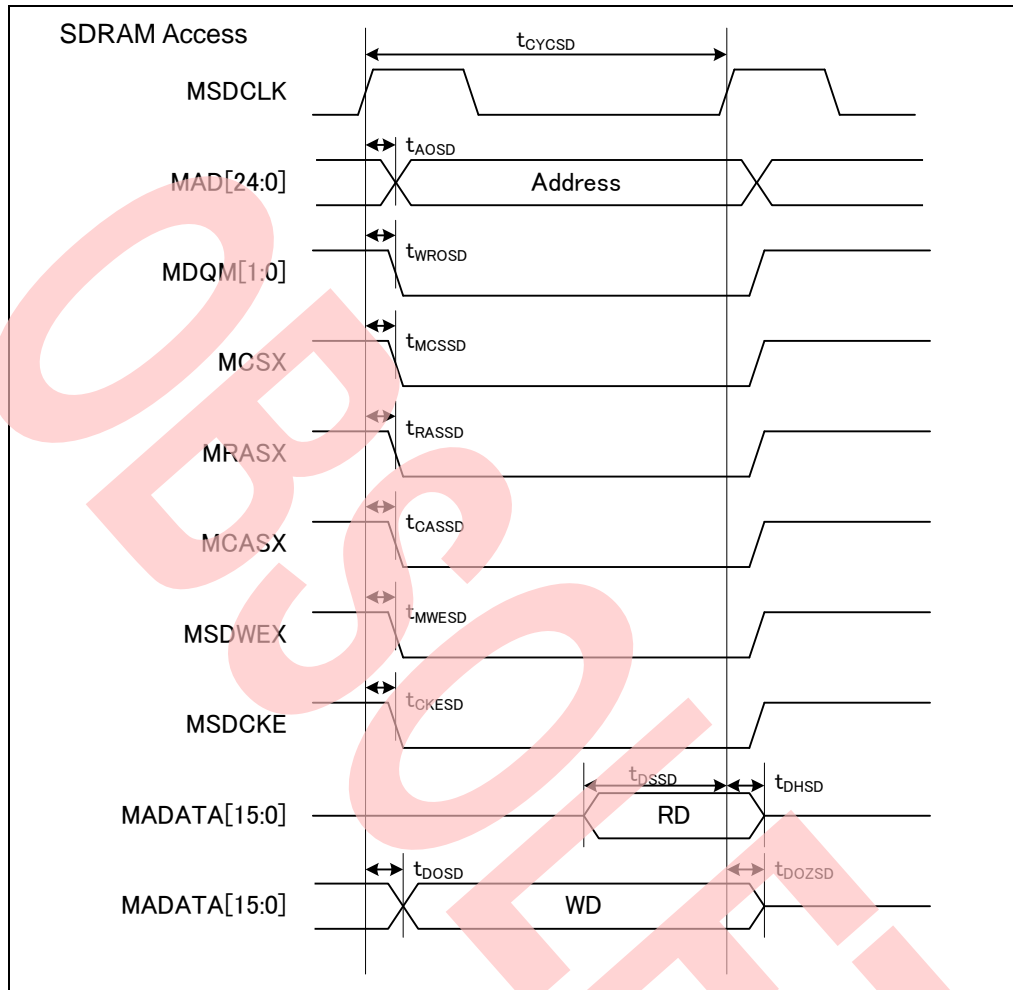 SDRAM Access
tCYCSD
MSDCLK
tAOSD
MAD[24:0]
Address
tWROSD
MDQM[1:0]
tMCSSD
MCSX
tRASSD
MRASX
tCASSD
MCASX
tMWESD
MSDWEX
tCKESD
MSDCKE
tDSSD
tDHSD
MADATA[15:0]
RD
tDOSD
tDOZSD
MADATA[15:0]
WD
OBSOLET